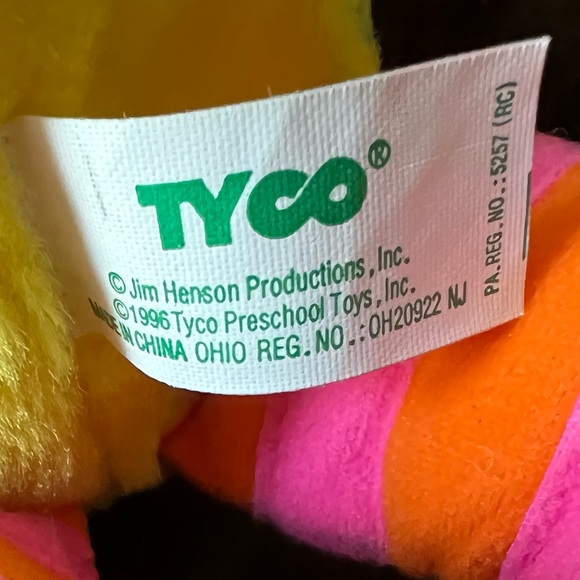 TYCO®
© Jim Henson Productions, Inc.
©1996 Tyco Preschool Toys, Inc.
MADE IN CHINA OHIO REG. NO.: OH20922 NJ
PA. REG. NO.: 5257 (RC)